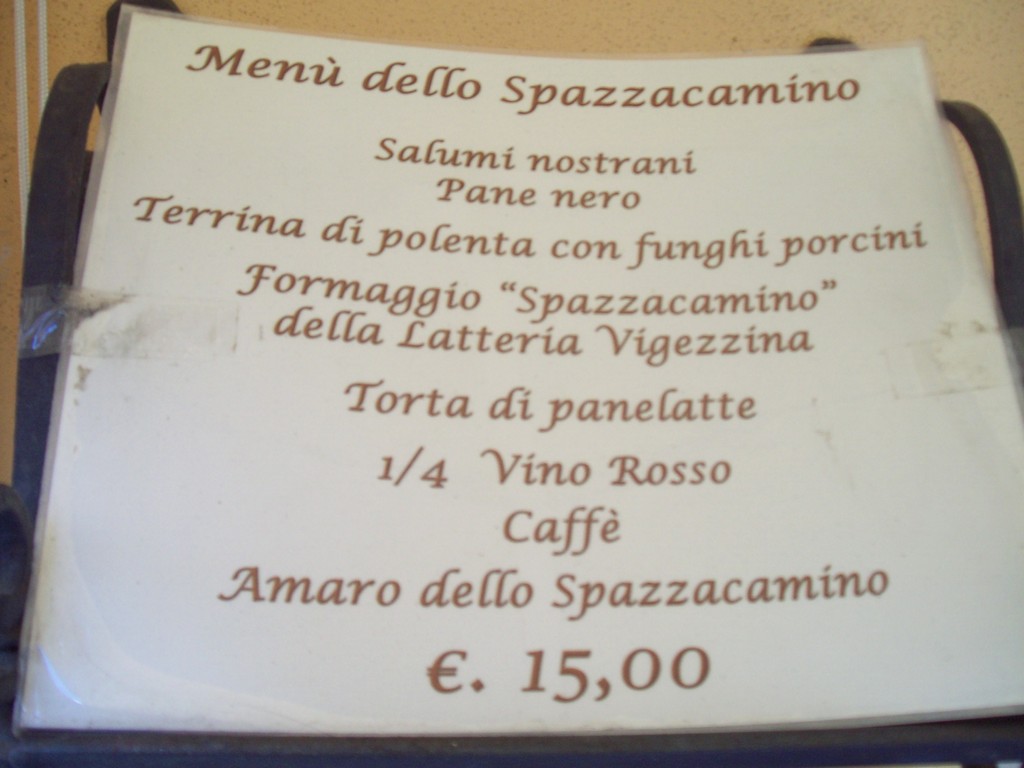 Menù dello Spazzacamino
Salumi nostrani
Pane nero
Terrina di polenta con funghi porcini
Formaggio “Spazzacamino”
della Latteria Vigezzina
Torta di panelatte
1/4 Vino Rosso
Caffè
Amaro dello Spazzacamino
€. 15,00